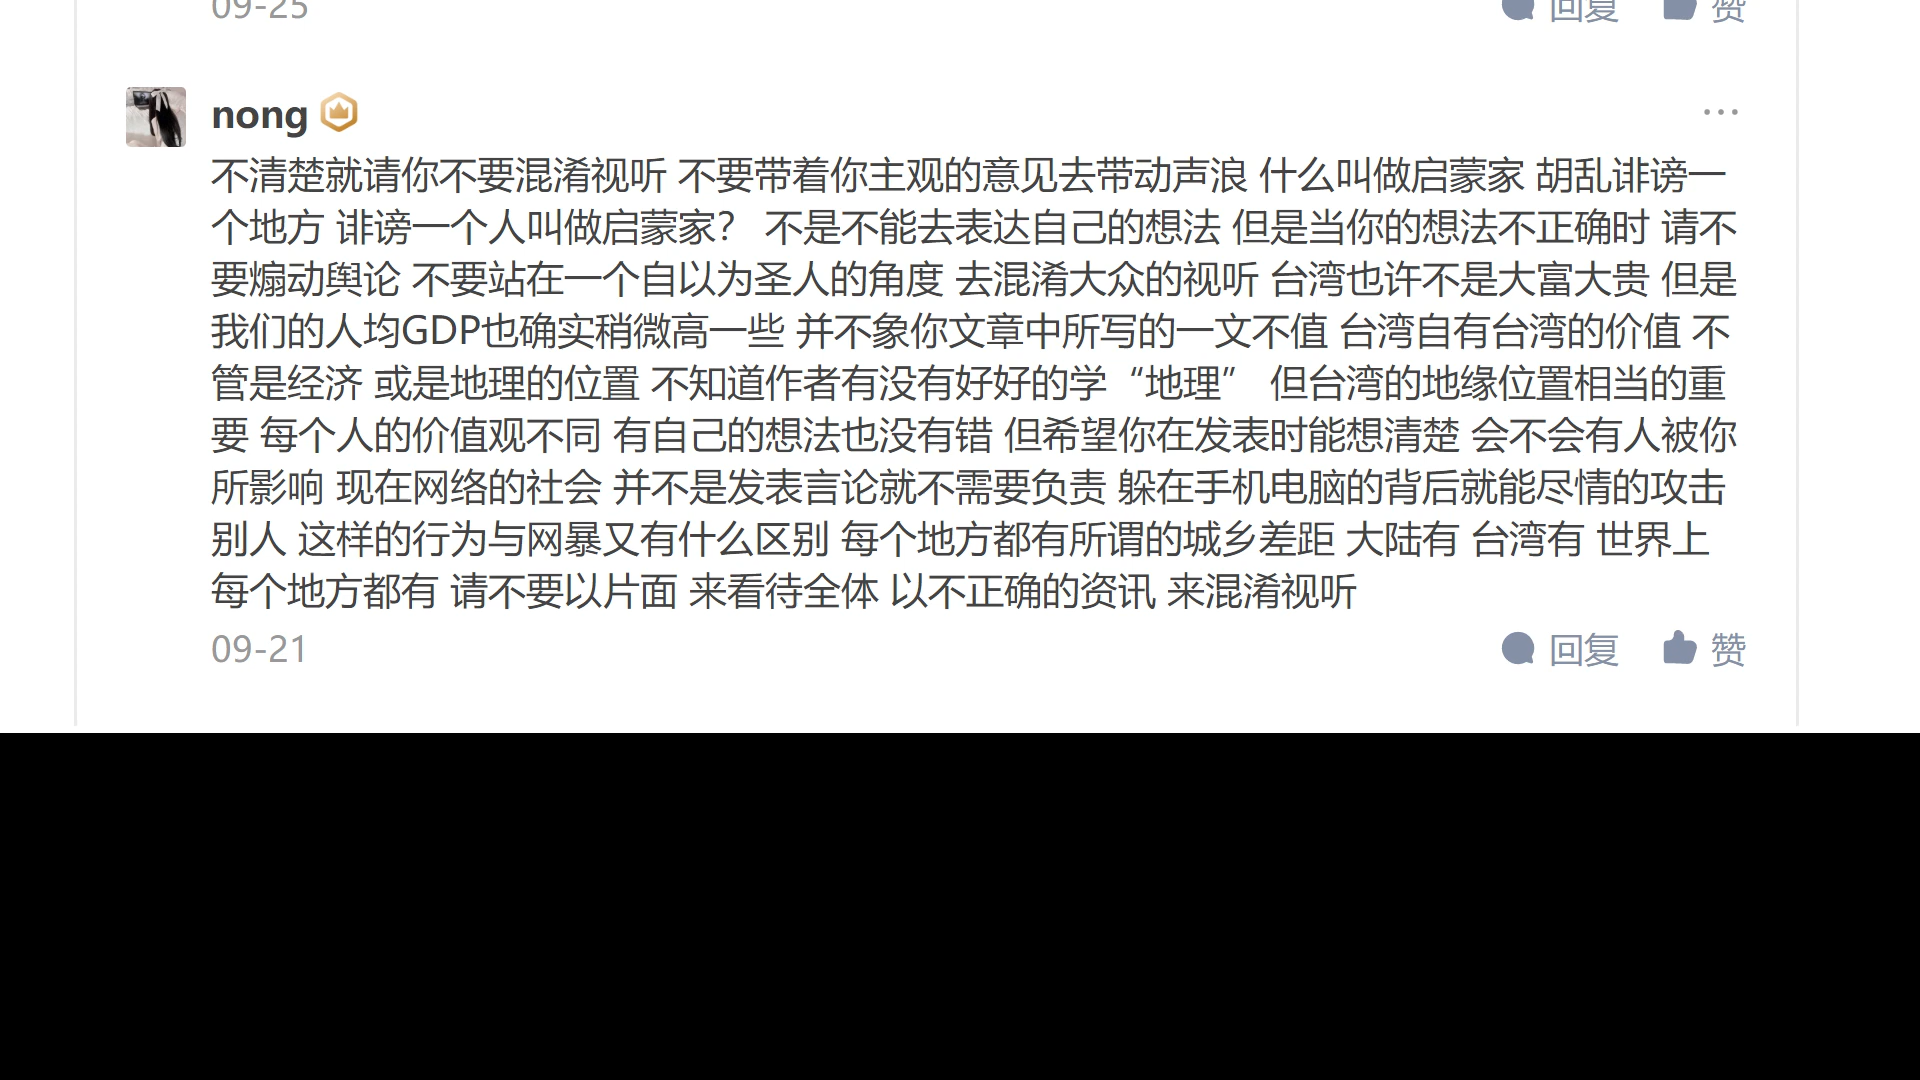 09-25 回复 赞
nong
不清楚就请你不要混淆视听 不要带着你主观的意见去带动声浪 什么叫做启蒙家 胡乱诽谤一
个地方 诽谤一个人叫做启蒙家？ 不是不能去表达自己的想法 但是当你的想法不正确时 请不
要煽动舆论 不要站在一个自以为圣人的角度 去混淆大众的视听 台湾也许不是大富大贵 但是
我们的人均GDP也确实稍微高一些 并不象你文章中所写的一文不值 台湾自有台湾的价值 不
管是经济 或是地理的位置 不知道作者有没有好好的学“地理” 但台湾的地缘位置相当的重
要 每个人的价值观不同 有自己的想法也没有错 但希望你在发表时能想清楚 会不会有人被你
所影响 现在网络的社会 并不是发表言论就不需要负责 躲在手机电脑的背后就能尽情的攻击
别人 这样的行为与网暴又有什么区别 每个地方都有所谓的城乡差距 大陆有 台湾有 世界上
每个地方都有 请不要以片面 来看待全体 以不正确的资讯 来混淆视听
09-21 回复 赞